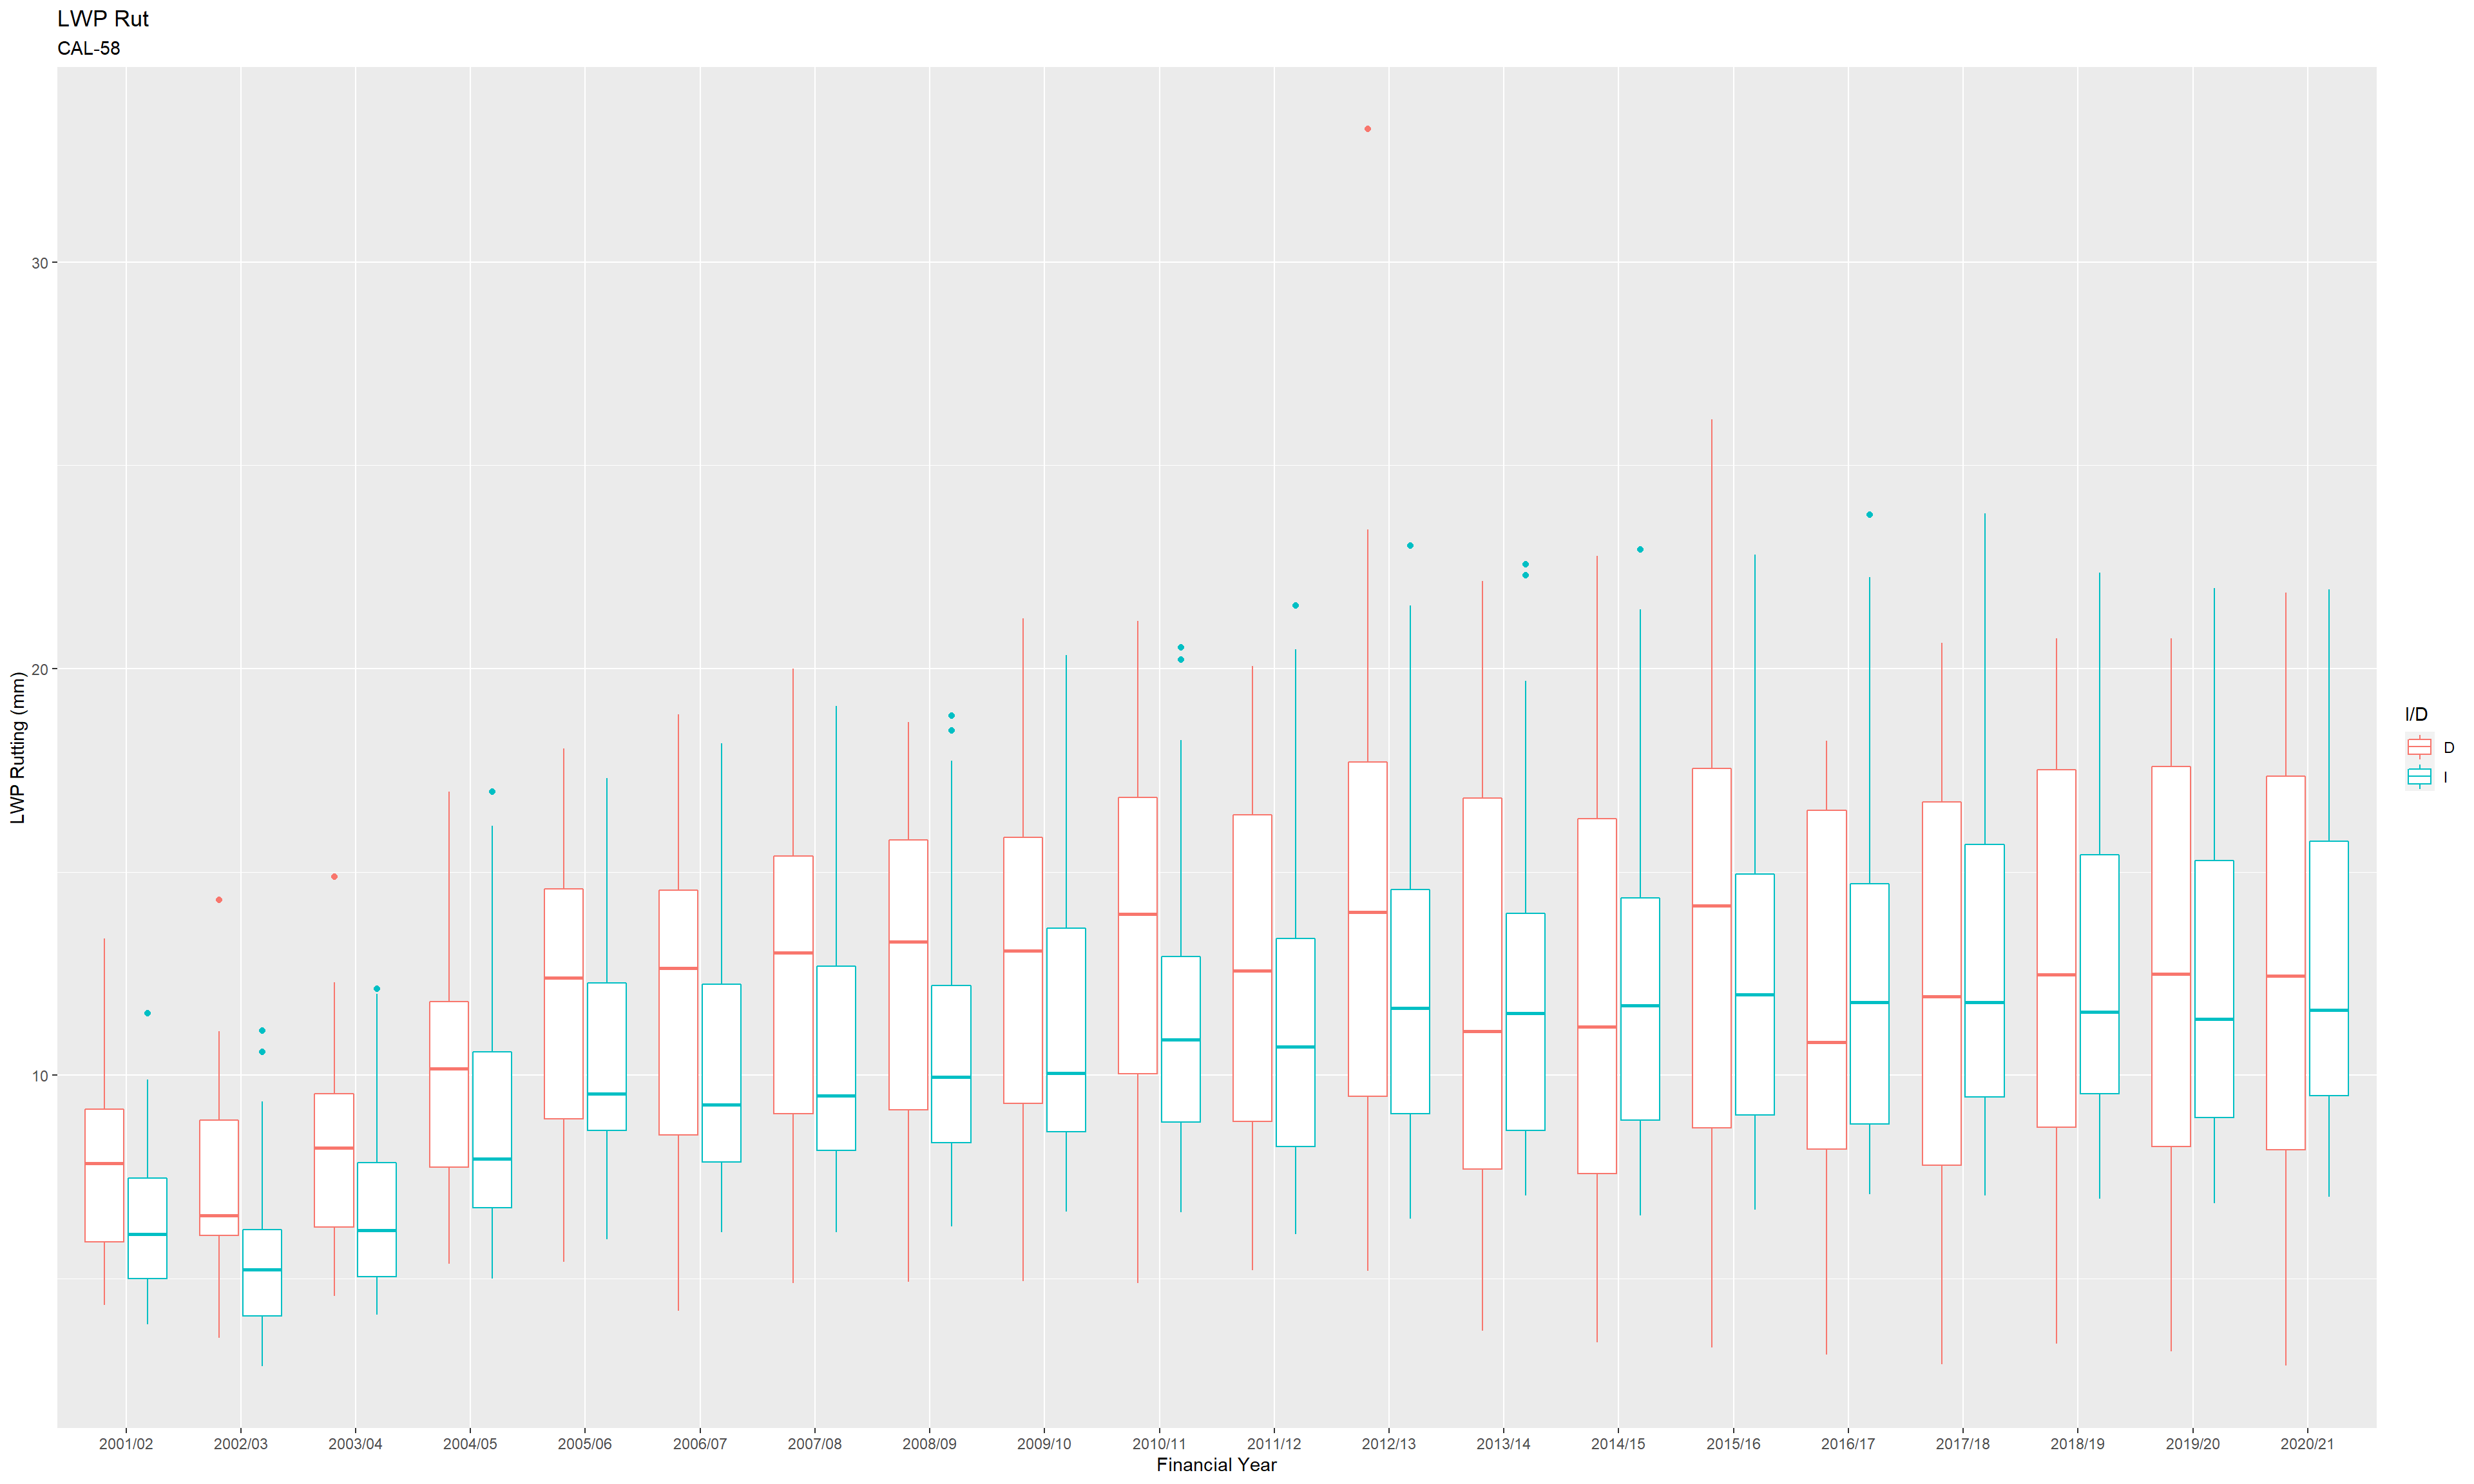 LWP Rut
CAL-58
LWP Rutting (mm)
30
20
10
2001/02 2002/03 2003/04 2004/05 2005/06 2006/07 2007/08 2008/09 2009/10 2010/11 2011/12 2012/13 2013/14 2014/15 2015/16 2016/17 2017/18 2018/19 2019/20 2020/21
Financial Year
I/D
D
I